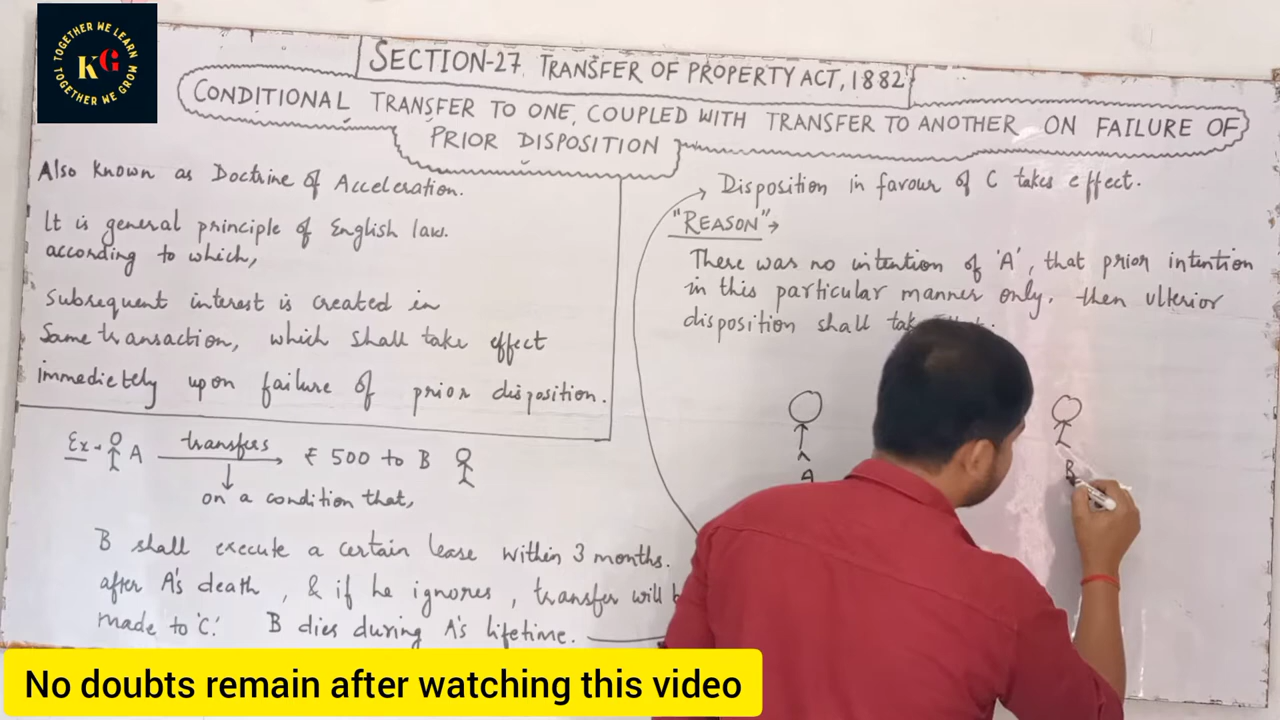 TOGETHER WE LEARN
KG
TOGETHER WE GROW
SECTION-27. TRANSFER OF PROPERTY ACT, 1882
CONDITIONAL TRANSFER TO ONE, COUPLED WITH TRANSFER TO ANOTHER ON FAILURE OF
PRIOR DISPOSITION
Also known as Doctrine of Acceleration.
It is general principle of English law.
according to which,
Subsequent interest is created in
Same transaction, which shall take effect
immedietely upon failure of prior disposition.
Ex- A transfers ₹ 500 to B
on a condition that,
B shall execute a certain lease within 3 months.
after A's death, & if he ignores, transfer will
made to 'C'. B dies during A's lifetime.
Disposition in favour of C takes effect.
"REASON"→
There was no intention of 'A', that prior intention
in this particular manner only, then ulterior
disposition shall
A
B
No doubts remain after watching this video